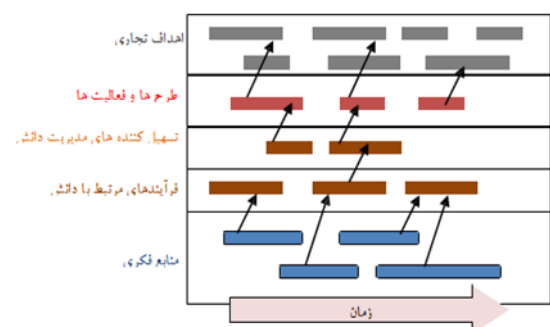 اهداف تجاری
طرح ها و فعالیت ها
تسهیل کننده های مدیریت دانش
فرآیندهای مرتبط با دانش
منابع فکری
زمان